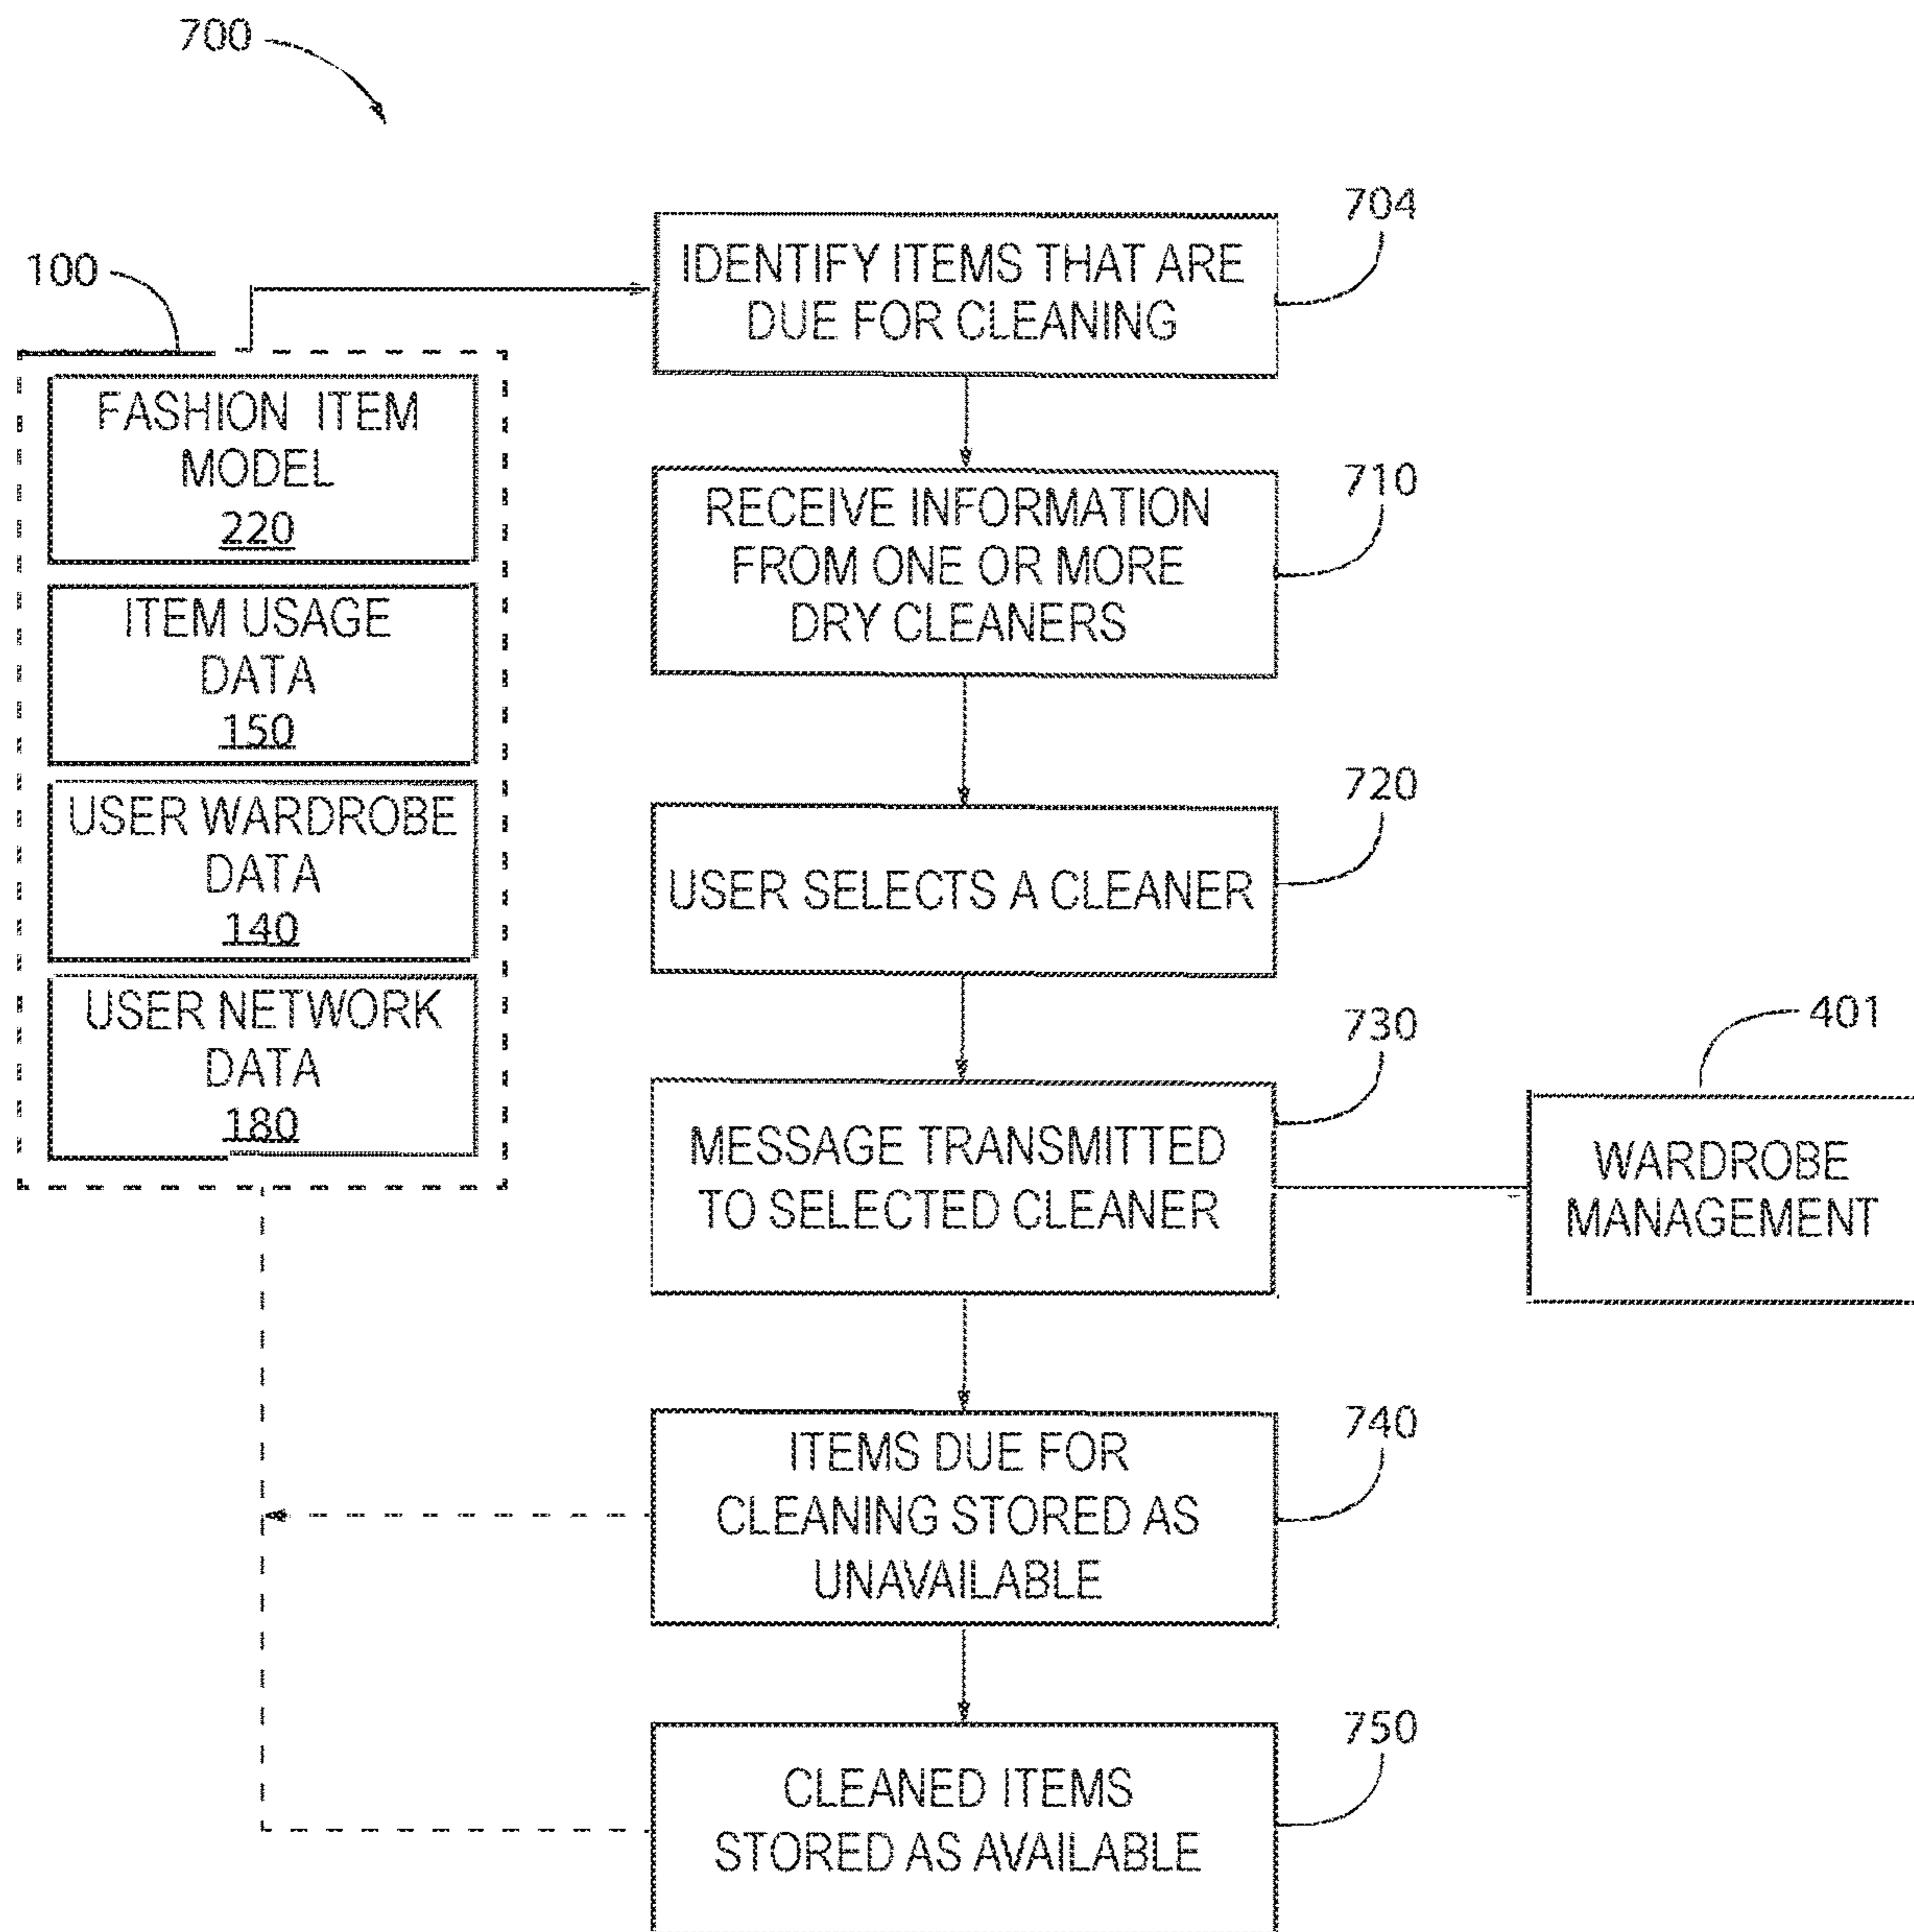 700
704
IDENTIFY ITEMS THAT ARE
DUE FOR CLEANING
100
FASHION ITEM
MODEL
220
ITEM USAGE
DATA
150
USER WARDROBE
DATA
140
USER NETWORK
DATA
180
710
RECEIVE INFORMATION
FROM ONE OR MORE
DRY CLEANERS
720
USER SELECTS A CLEANER
730
MESSAGE TRANSMITTED
TO SELECTED CLEANER
401
WARDROBE
MANAGEMENT
740
ITEMS DUE FOR
CLEANING STORED AS
UNAVAILABLE
750
CLEANED ITEMS
STORED AS AVAILABLE